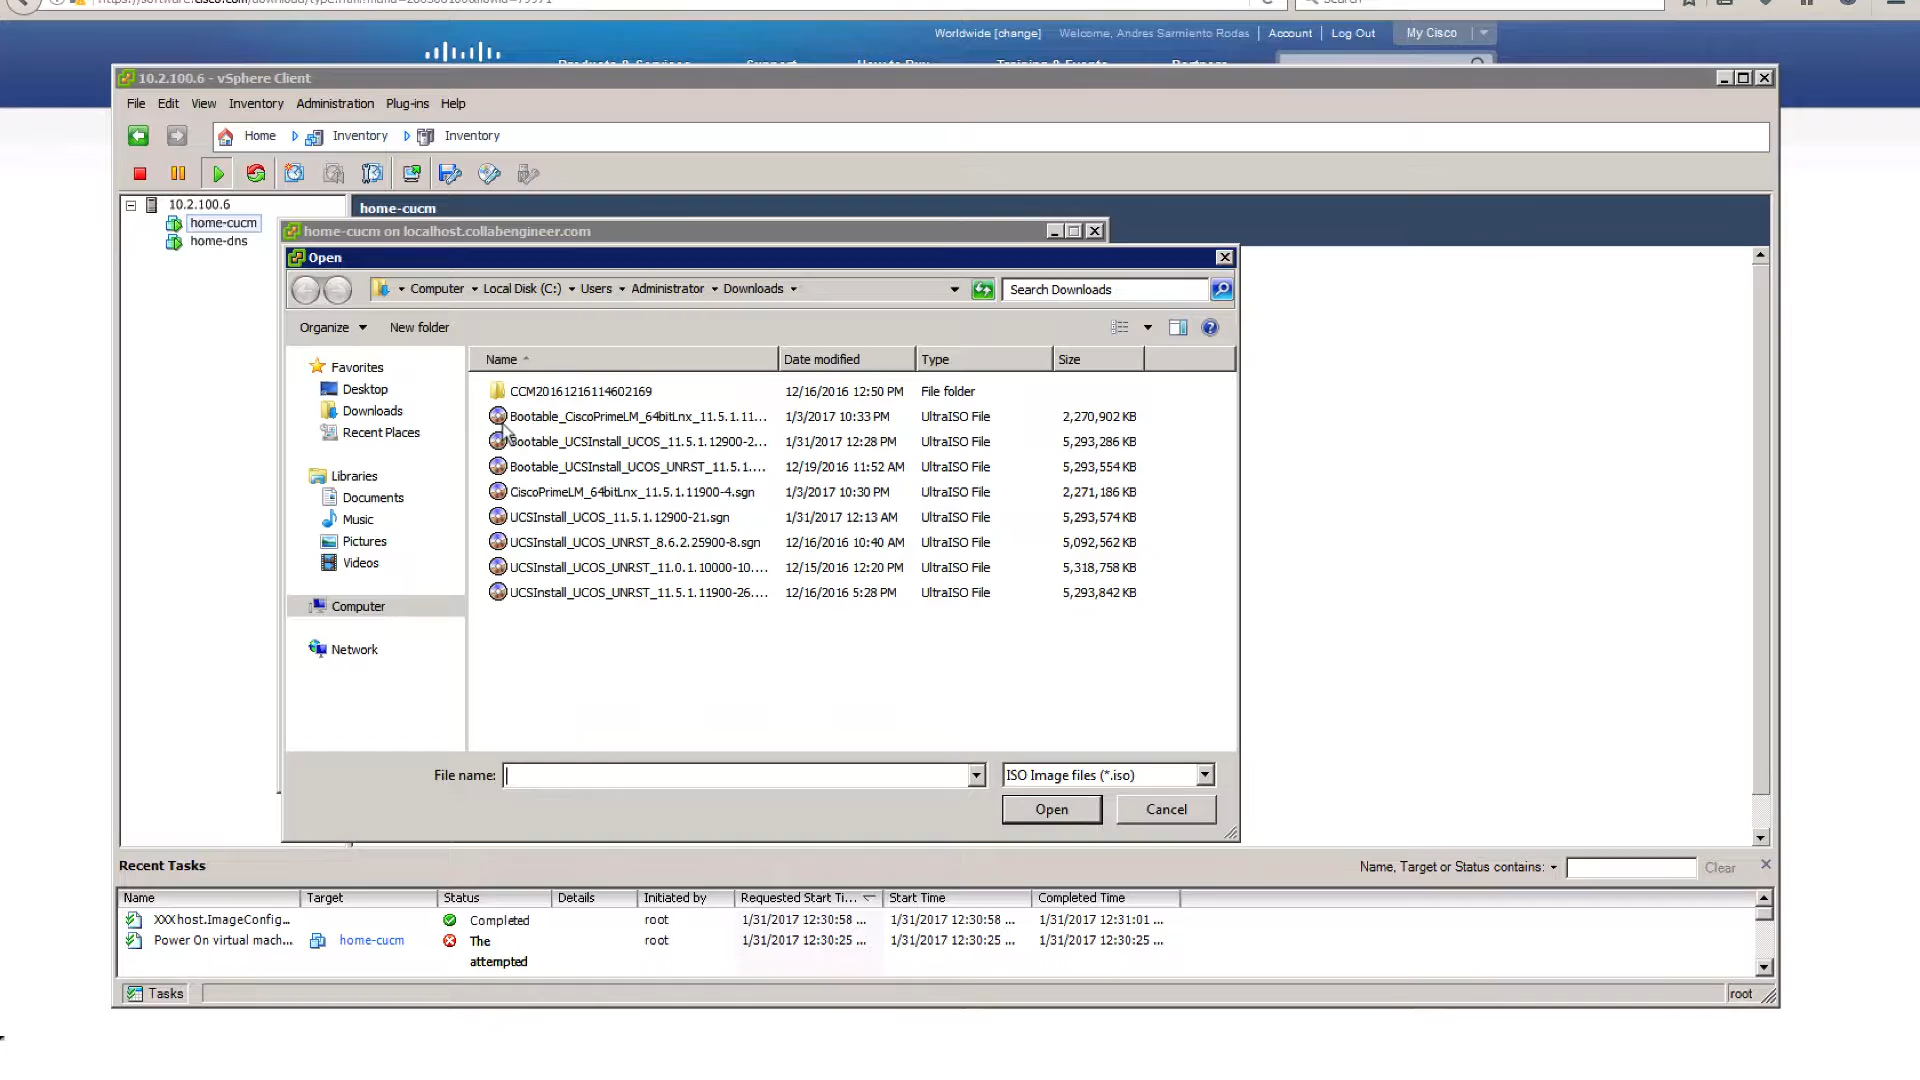 Worldwide [change] Welcome, Andres Sarmiento Rodas Account Log Out My Cisco
10.2.100.6 - vSphere Client
File Edit View Inventory Administration Plug-ins Help
Home Inventory Inventory
10.2.100.6
home-cucm
home-cucm
home-dns
home-cucm on localhost.collabengineer.com
Open
Computer Local Disk (C:) Users Administrator Downloads
Search Downloads
Organize New folder
Name Date modified Type Size
Favorites
Desktop
Downloads
Recent Places
Libraries
Documents
Music
Pictures
Videos
Computer
Network
CCM20161216114602169 12/16/2016 12:50 PM File folder
Bootable_CiscoPrimeLM_64bitLnx_11.5.1.11... 1/3/2017 10:33 PM UltraISO File 2,270,902 KB
Bootable_UCSInstall_UCOS_11.5.1.12900-2... 1/31/2017 12:28 PM UltraISO File 5,293,286 KB
Bootable_UCSInstall_UCOS_UNRST_11.5.1.... 12/19/2016 11:52 AM UltraISO File 5,293,554 KB
CiscoPrimeLM_64bitLnx_11.5.1.11900-4.sgn 1/3/2017 10:30 PM UltraISO File 2,271,186 KB
UCSInstall_UCOS_11.5.1.12900-21.sgn 1/31/2017 12:13 AM UltraISO File 5,293,574 KB
UCSInstall_UCOS_UNRST_8.6.2.25900-8.sgn 12/16/2016 10:40 AM UltraISO File 5,092,562 KB
UCSInstall_UCOS_UNRST_11.0.1.10000-10.... 12/15/2016 12:20 PM UltraISO File 5,318,758 KB
UCSInstall_UCOS_UNRST_11.5.1.11900-26.... 12/16/2016 5:28 PM UltraISO File 5,293,842 KB
File name:
ISO Image files (*.iso)
Open Cancel
Recent Tasks
Name, Target or Status contains: Clear
Name Target Status Details Initiated by Requested Start Ti... Start Time Completed Time
XXXhost.ImageConfig... Completed root 1/31/2017 12:30:58 ... 1/31/2017 12:30:58 ... 1/31/2017 12:31:01 ...
Power On virtual mach... home-cucm The root 1/31/2017 12:30:25 ... 1/31/2017 12:30:25 ... 1/31/2017 12:30:25 ...
attempted
Tasks
root